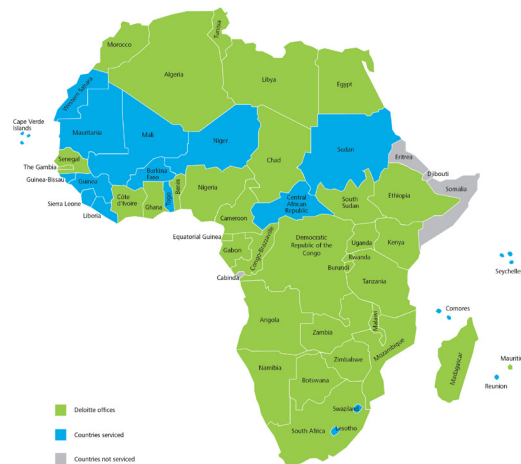 Tunisia
Morocco
Algeria
Libya
Egypt
Western Sahara
Cape Verde
Islands
Mauritania
Mali
Niger
Sudan
Chad
Eritrea
Senegal
The Gambia
Guinea-Bissau
Guinea
Burkina
Faso
Djibouti
Somalia
Sierra Leone
Liberia
Côte
d'Ivoire
Ghana
Togo
Benin
Nigeria
Central
African
Republic
South
Sudan
Ethiopia
Cameroon
Equatorial Guinea
Gabon
Congo-Brazzaville
Democratic
Republic of the
Congo
Uganda
Kenya
Rwanda
Burundi
Cabinda
Tanzania
Seychelle
Comores
Angola
Zambia
Malawi
Mozambique
Zimbabwe
Madagascar
Mauriti
Reunion
Namibia
Botswana
Swaziland
South Africa
Lesotho
Deloitte offices
Countries serviced
Countries not serviced